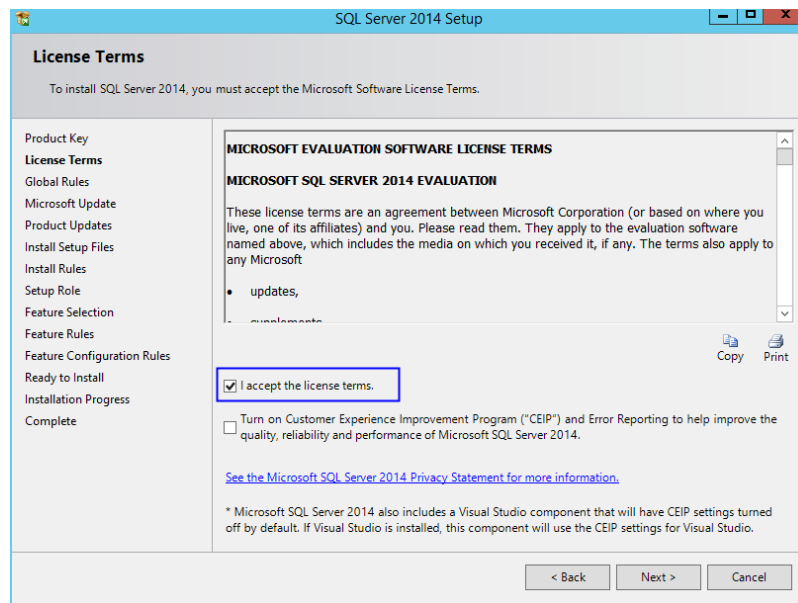 SQL Server 2014 Setup
License Terms
To install SQL Server 2014, you must accept the Microsoft Software License Terms.
Product Key
License Terms
Global Rules
Microsoft Update
Product Updates
Install Setup Files
Install Rules
Setup Role
Feature Selection
Feature Rules
Feature Configuration Rules
Ready to Install
Installation Progress
Complete
MICROSOFT EVALUATION SOFTWARE LICENSE TERMS
MICROSOFT SQL SERVER 2014 EVALUATION
These license terms are an agreement between Microsoft Corporation (or based on where you
live, one of its affiliates) and you. Please read them. They apply to the evaluation software
named above, which includes the media on which you received it, if any. The terms also apply to
any Microsoft
• updates,
• supplements
Copy Print
I accept the license terms.
Turn on Customer Experience Improvement Program ("CEIP") and Error Reporting to help improve the
quality, reliability and performance of Microsoft SQL Server 2014.
See the Microsoft SQL Server 2014 Privacy Statement for more information.
* Microsoft SQL Server 2014 also includes a Visual Studio component that will have CEIP settings turned
off by default. If Visual Studio is installed, this component will use the CEIP settings for Visual Studio.
< Back Next > Cancel